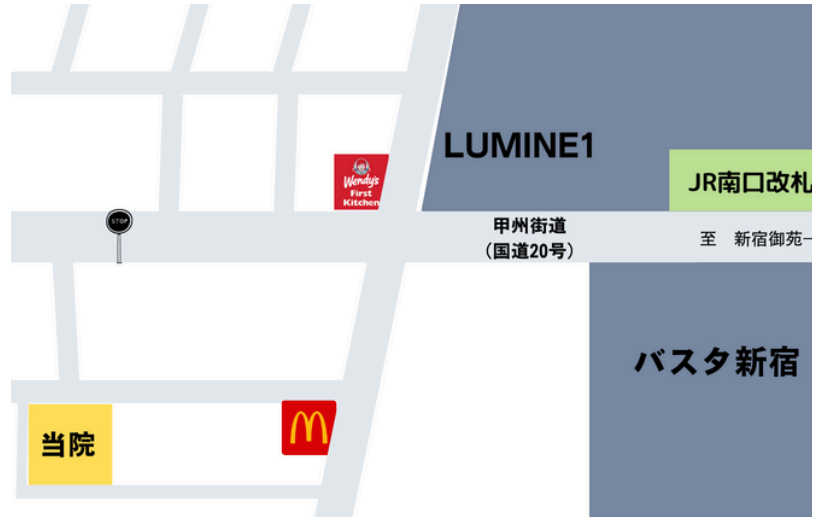 LUMINE1
JR南口改札
Wendy's
First
Kitchen
STOP
甲州街道
（国道20号）
至　新宿御苑
バスタ新宿
当院